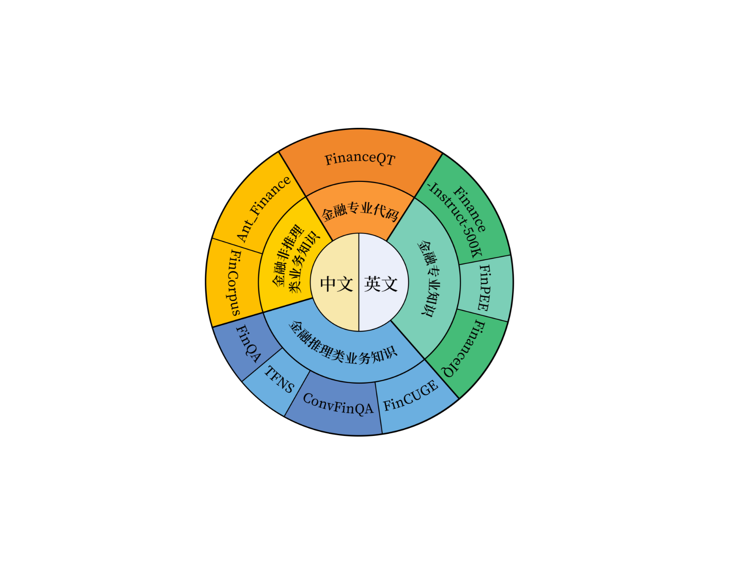 FinanceQT
金融专业代码
Finance
-Instruct-500K
FinPEE
FinanceIQ
金融专业知识
FinCUGE
ConvFinQA
TFNS
FinQA
金融推理类业务知识
FinCorpus
Ant_Finance
金融非推理
类业务知识
中文
英文